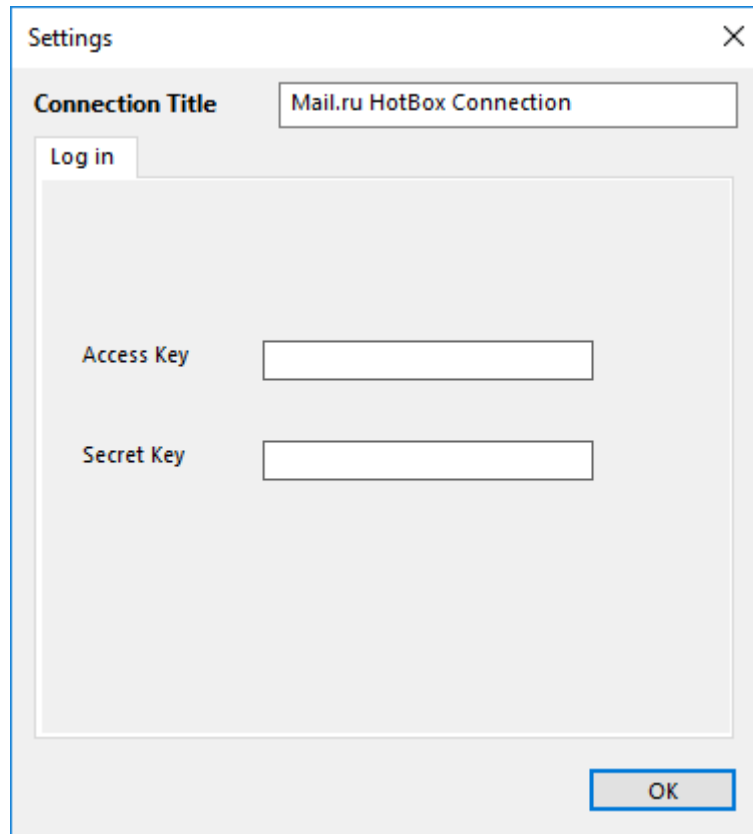 Settings
Connection Title
Mail.ru HotBox Connection
Log in
Access Key
Secret Key
OK